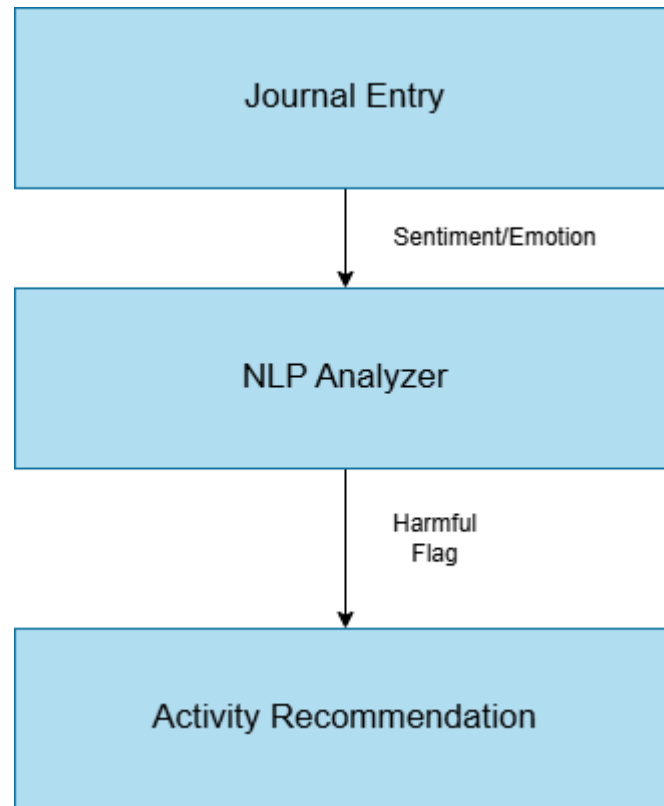 Journal Entry
Sentiment/Emotion
NLP Analyzer
Harmful
Flag
Activity Recommendation